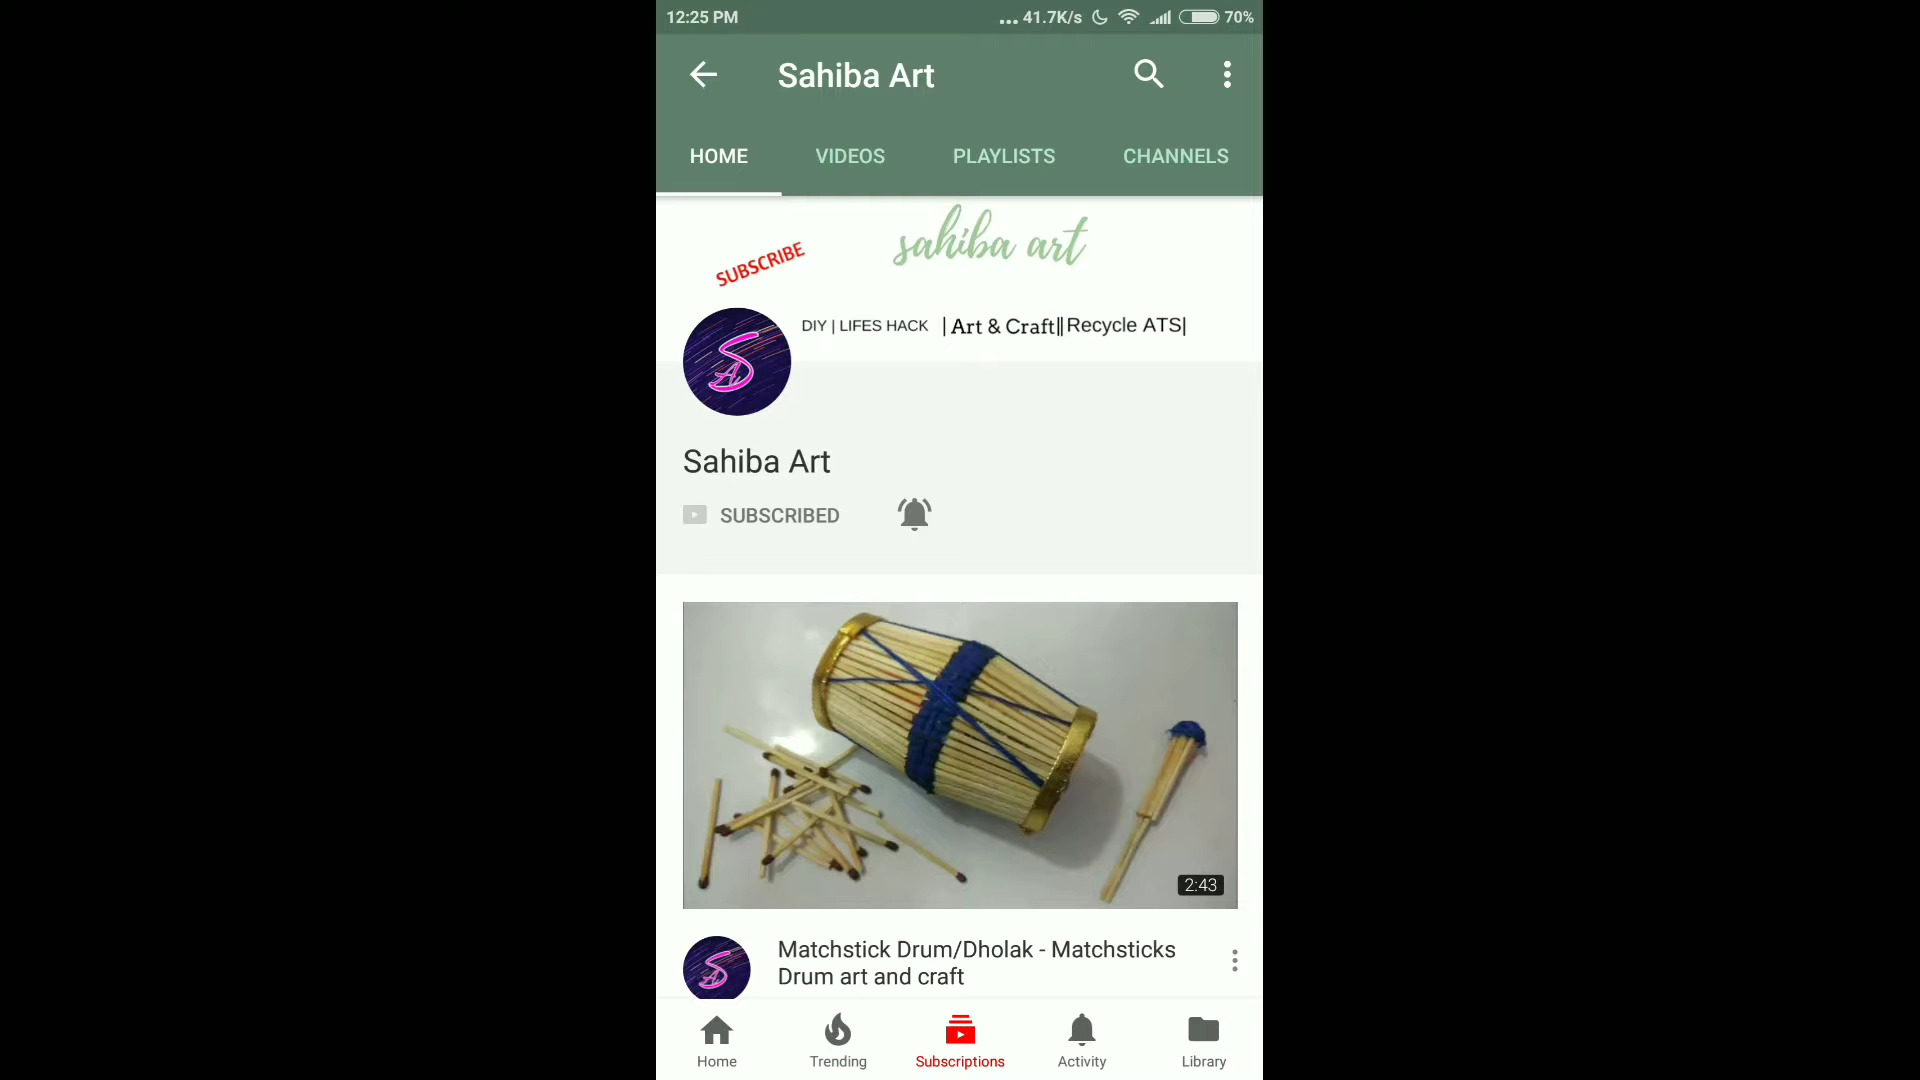 12:25 PM
... 41.7K/s
70%
Sahiba Art
HOME
VIDEOS
PLAYLISTS
CHANNELS
sahiba art
SUBSCRIBE
DIY | LIFES HACK | Art & Craft|| Recycle ATS|
Sahiba Art
SUBSCRIBED
2:43
Matchstick Drum/Dholak - Matchsticks
Drum art and craft
Home
Trending
Subscriptions
Activity
Library